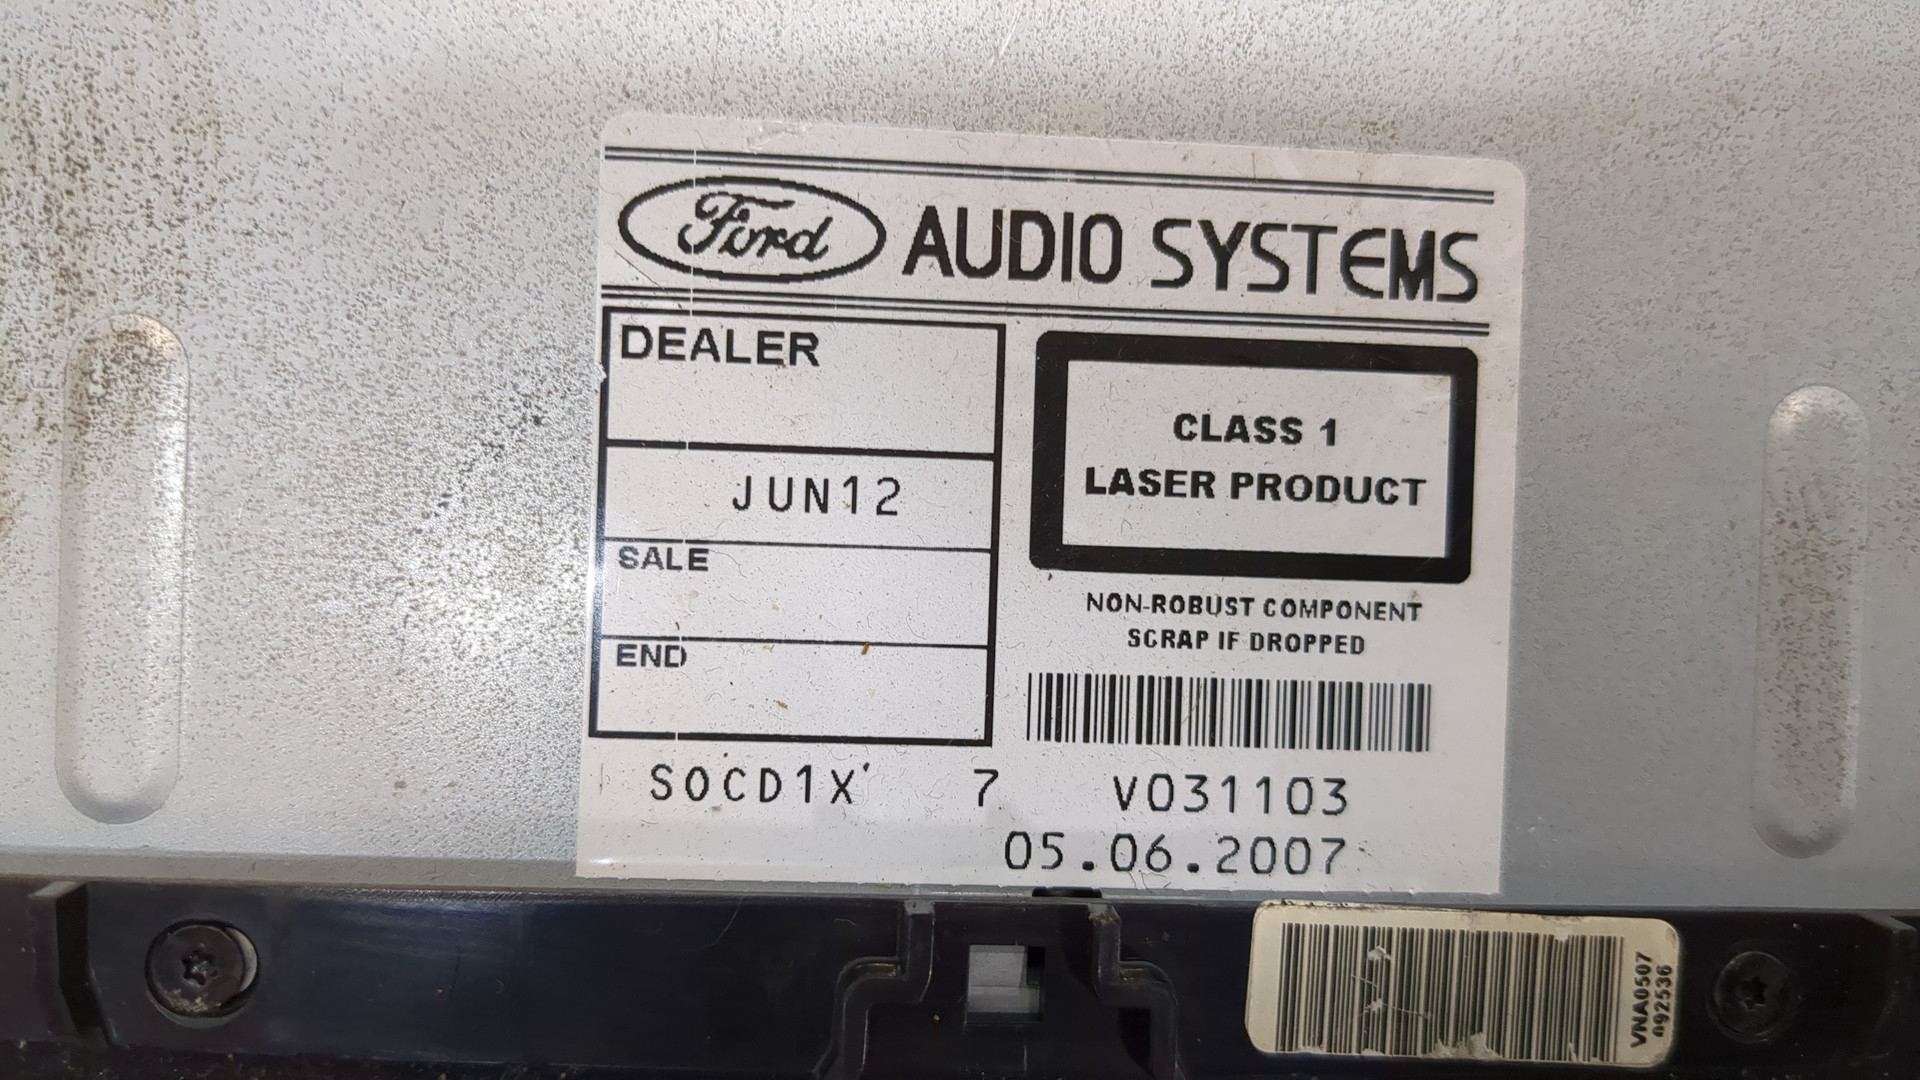 Ford AUDIO SYSTEMS
DEALER
JUN12
SALE
END
CLASS 1
LASER PRODUCT
NON-ROBUST COMPONENT
SCRAP IF DROPPED
SOCD1X' 7 V031103
05.06.2007
VNA0507
092536